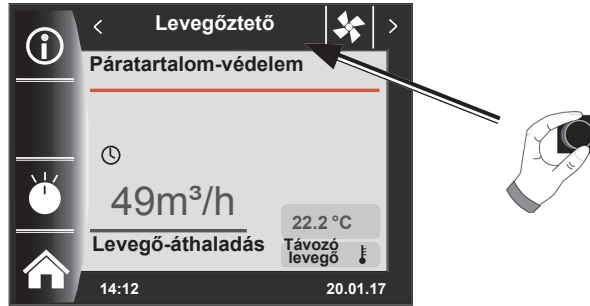 Levegőztető
Páratartalom-védelem
49m³/h
22.2 °C
Levegő-áthaladás
Távozó
levegő
14:12
20.01.17